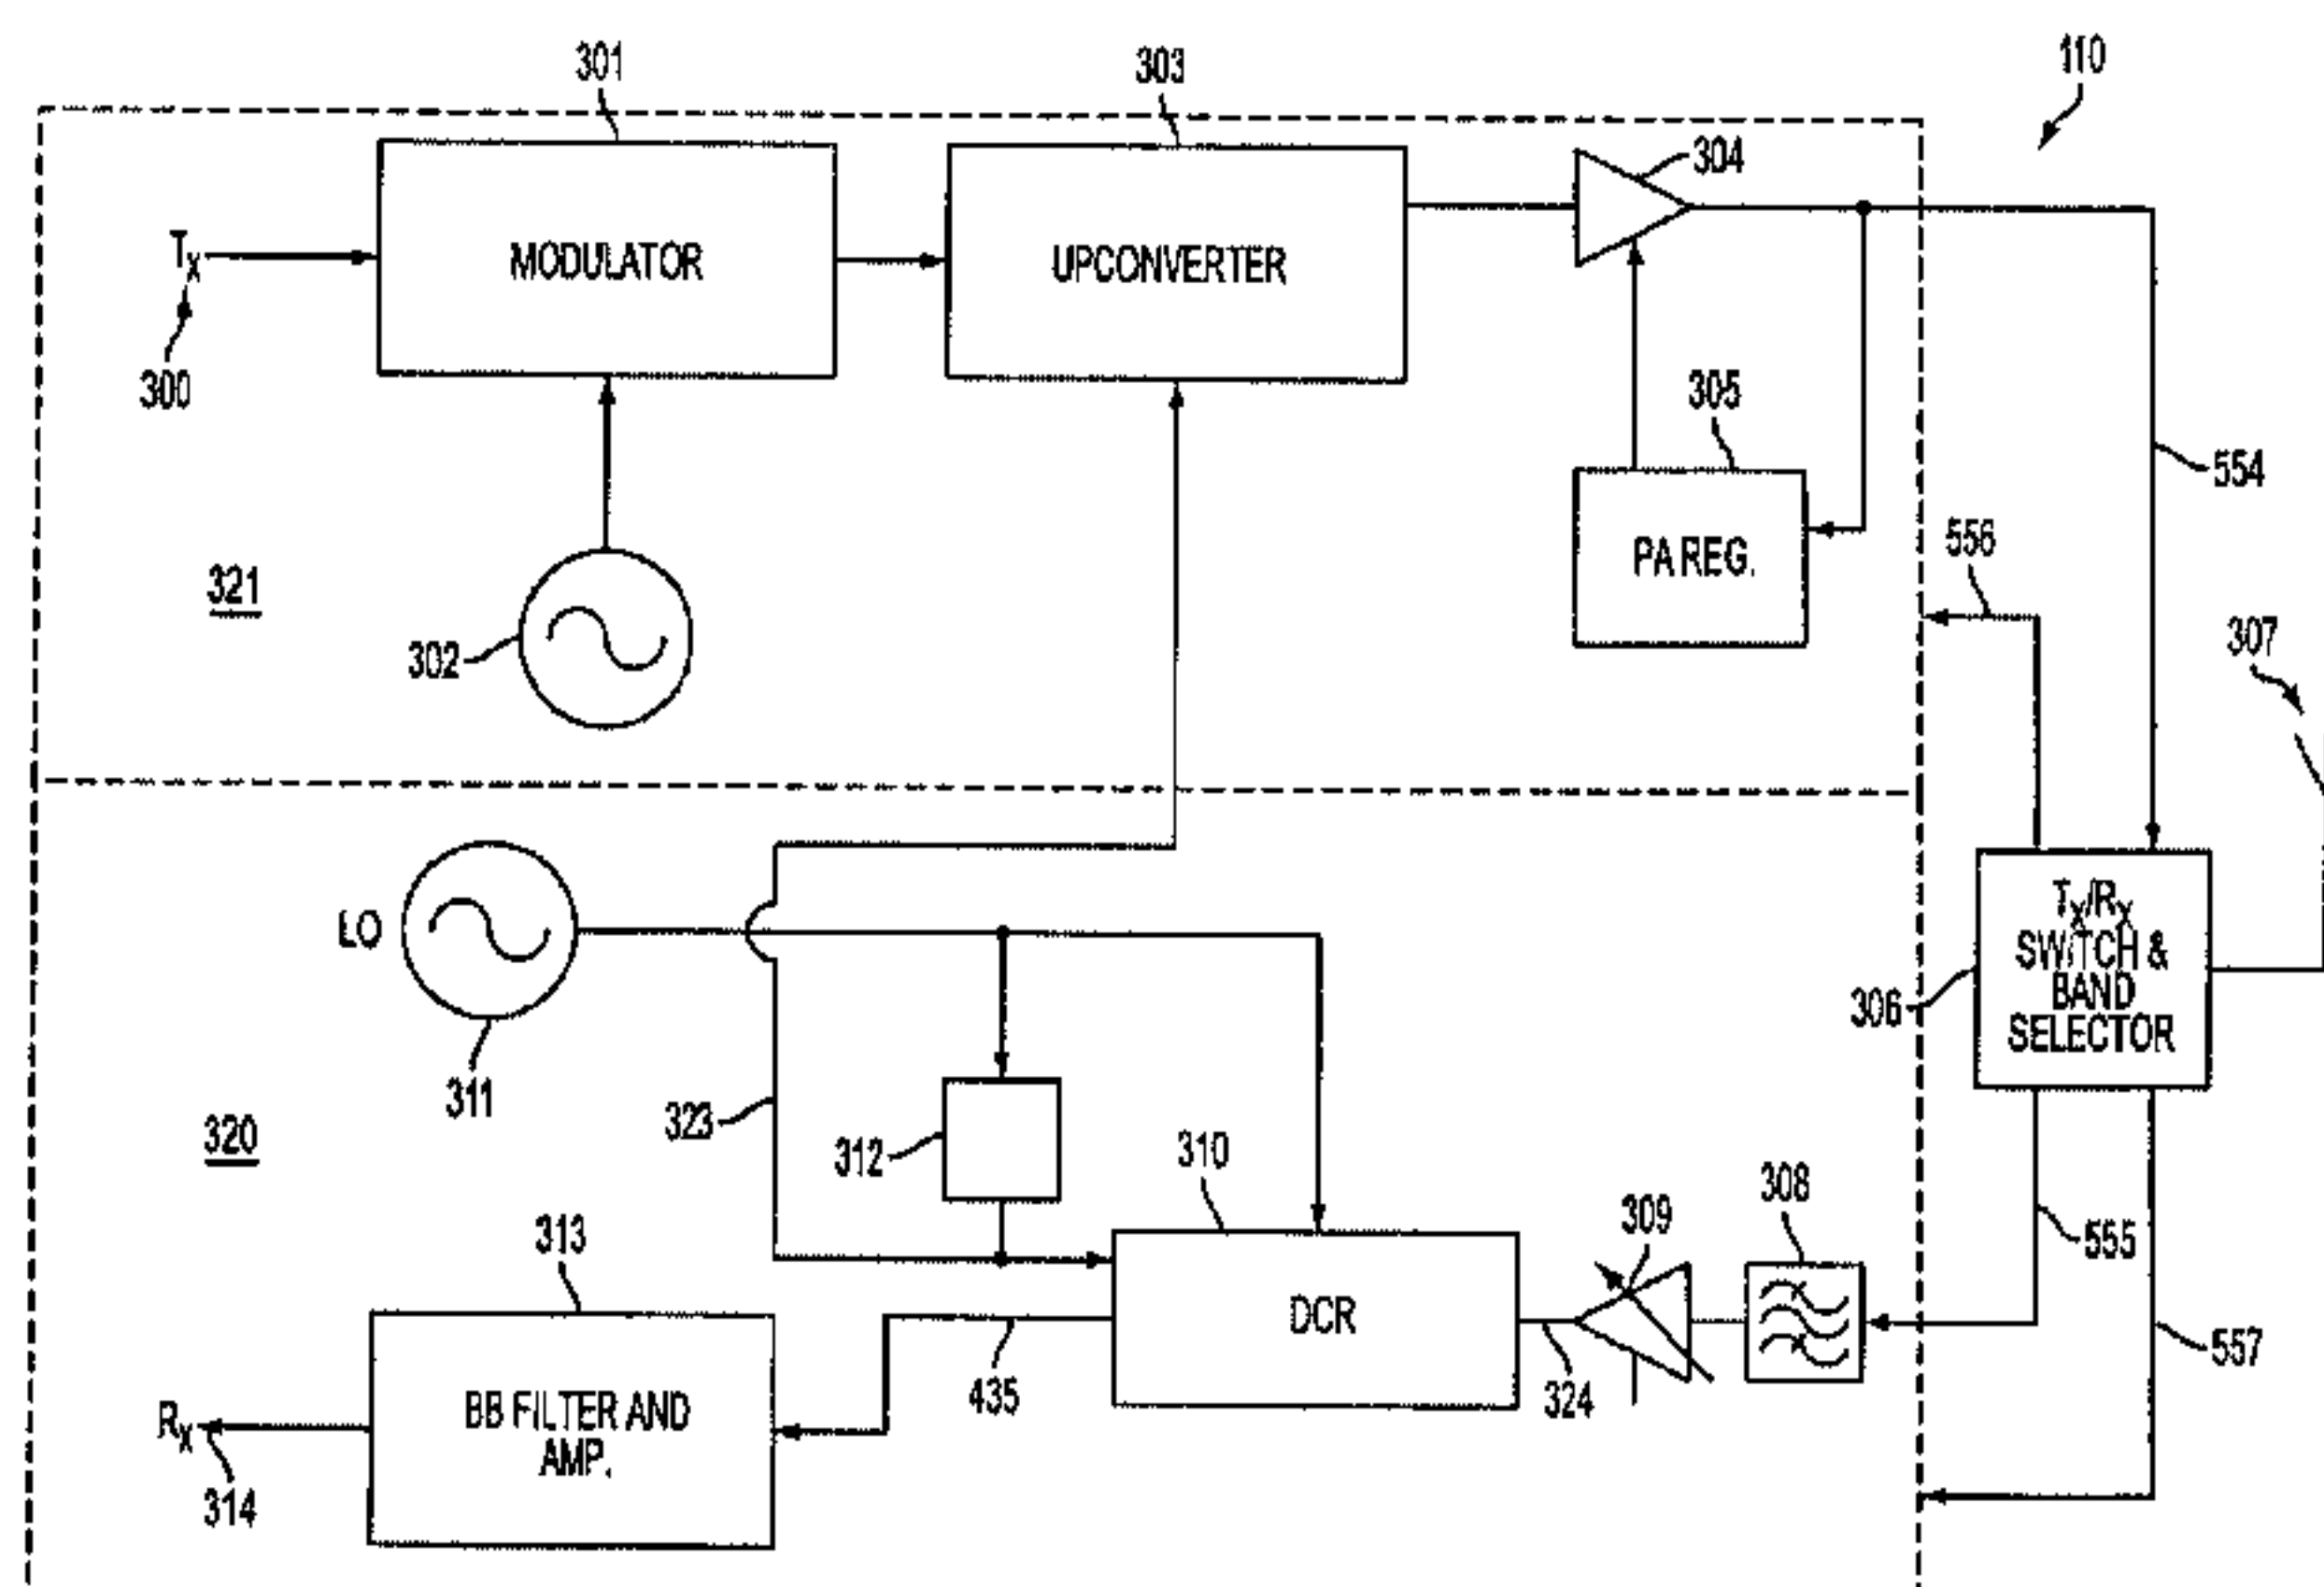 301
303
110
304
MODULATOR
UPCONVERTER
TX
300
305
554
PA REG.
556
321
302
307
LO
TX/RX
SWITCH &
BAND
SELECTOR
306
311
323
312
310
320
308
309
313
555
DCR
557
435
324
BB FILTER AND
AMP.
RX
314